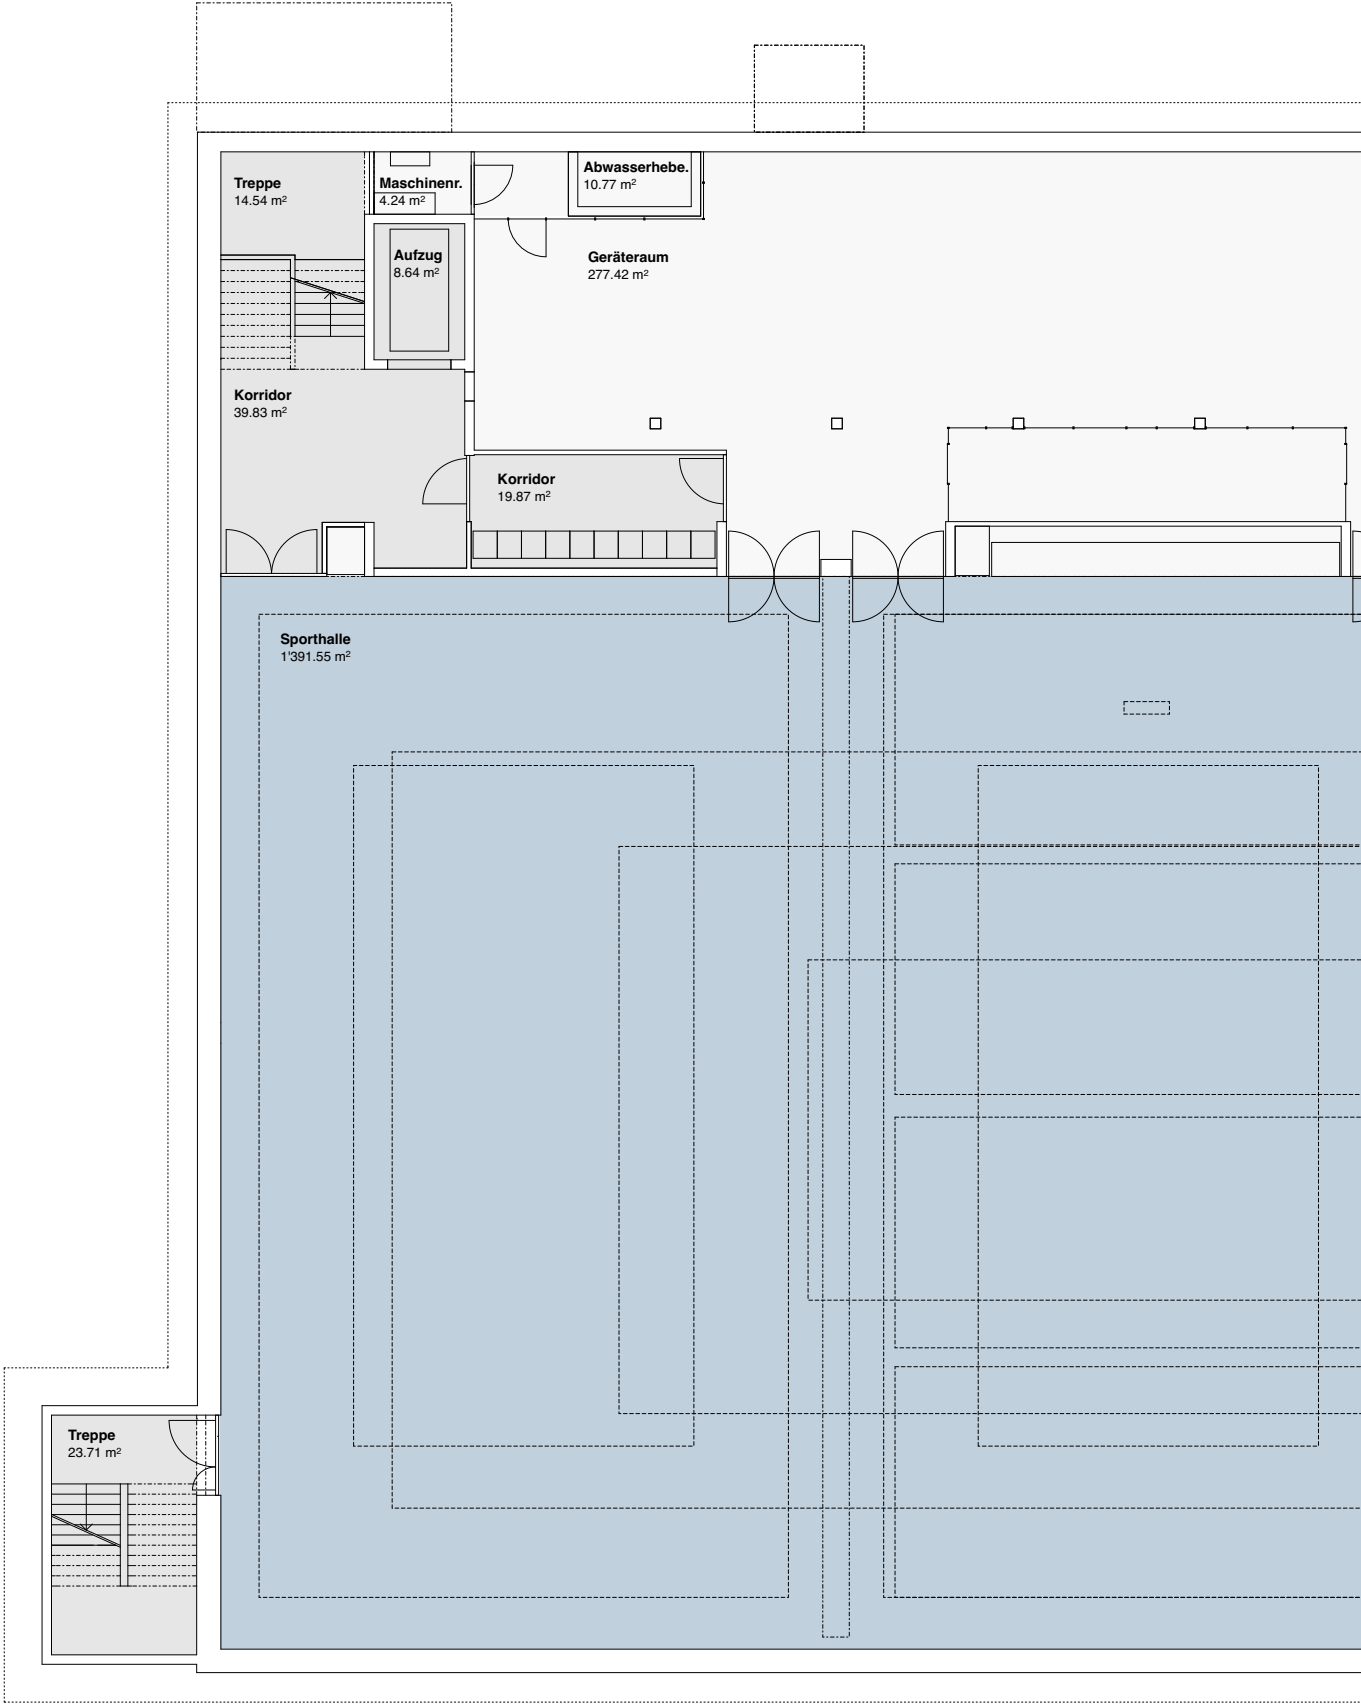 Treppe
14.54 m²
Maschinenr.
4.24 m²
Abwasserhebe.
10.77 m²
Aufzug
8.64 m²
Geräteraum
277.42 m²
Korridor
39.83 m²
Korridor
19.87 m²
Sporthalle
1'391.55 m²
Treppe
23.71 m²